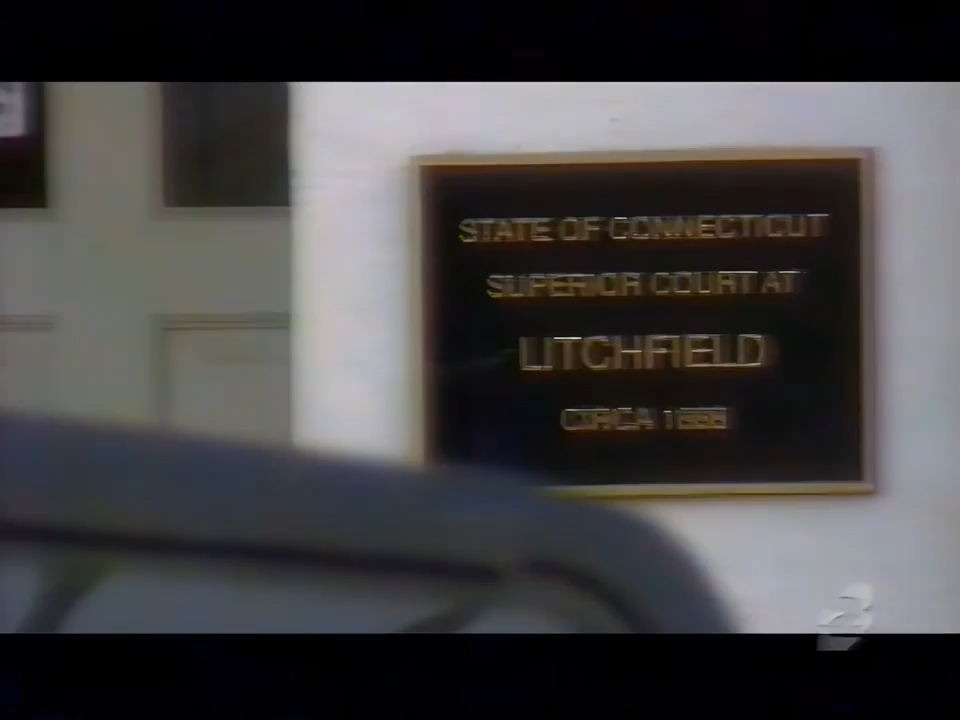 STATE OF CONNECTICUT
SUPERIOR COURT AT
LITCHFIELD
CIRCA